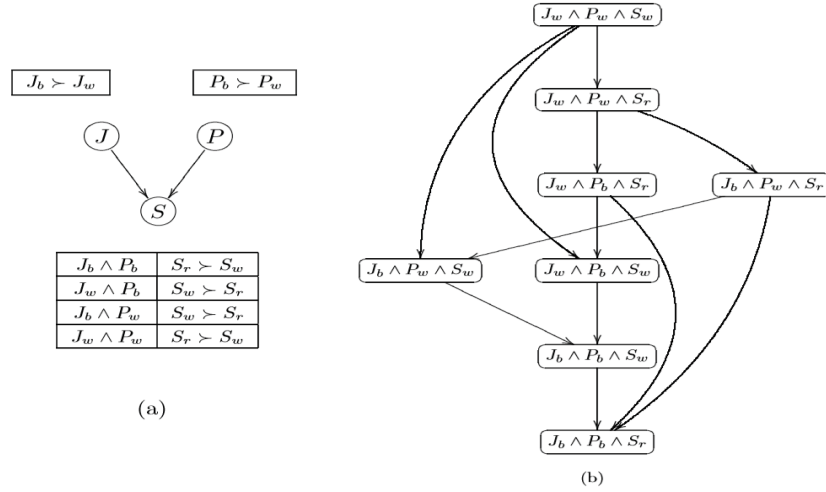 J_b ≻ J_w
P_b ≻ P_w
J
P
S
J_b ∧ P_b S_r ≻ S_w
J_w ∧ P_b S_w ≻ S_r
J_b ∧ P_w S_w ≻ S_r
J_w ∧ P_w S_r ≻ S_w
(a)
J_w ∧ P_w ∧ S_w
J_w ∧ P_w ∧ S_r
J_w ∧ P_b ∧ S_r
J_b ∧ P_w ∧ S_r
J_b ∧ P_w ∧ S_w
J_w ∧ P_b ∧ S_w
J_b ∧ P_b ∧ S_w
J_b ∧ P_b ∧ S_r
(b)